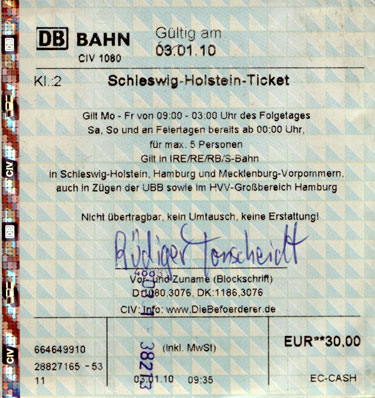 DB BAHN
CIV 1080
Gültig am
03.01.10
Kl.:2
Schleswig-Holstein-Ticket
Gilt Mo - Fr von 09:00 - 03:00 Uhr des Folgetages
Sa, So und an Feiertagen bereits ab 00:00 Uhr,
für max. 5 Personen
Gilt in IRE/RE/RB/S-Bahn
in Schleswig-Holstein, Hamburg und Mecklenburg-Vorpommern,
auch in Zügen der UBB sowie im HVV-Großbereich Hamburg
Nicht übertragbar, kein Umtausch, keine Erstattung!
Rüdiger Torscheidt
Vor- und Zuname (Blockschrift)
D:1080,3076, DK:1186,3076
CIV: Info: www.DieBefoerderer.de
EUR**30,00
664649910
(inkl. MwSt)
28827165 - 53
11
03.01.10 09:35
EC-CASH
38213
CIV
DB